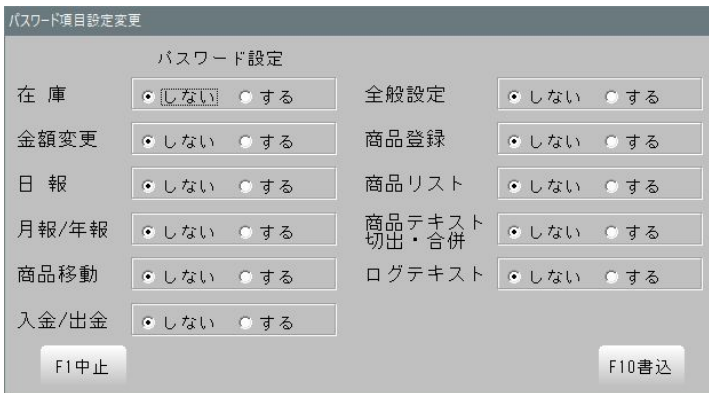 パスワード項目設定変更
パスワード設定
在 庫 しない する
金額変更 しない する
日 報 しない する
月報/年報 しない する
商品移動 しない する
入金/出金 しない する
全般設定 しない する
商品登録 しない する
商品リスト しない する
商品テキスト
切出・合併 しない する
ログテキスト しない する
F1中止
F10書込